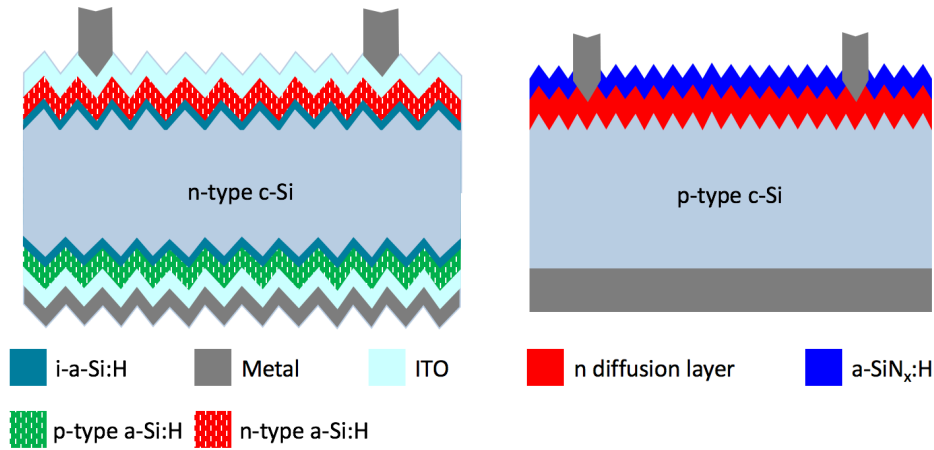 n-type c-Si
p-type c-Si
i-a-Si:H
Metal
ITO
n diffusion layer
a-SiNx:H
p-type a-Si:H
n-type a-Si:H